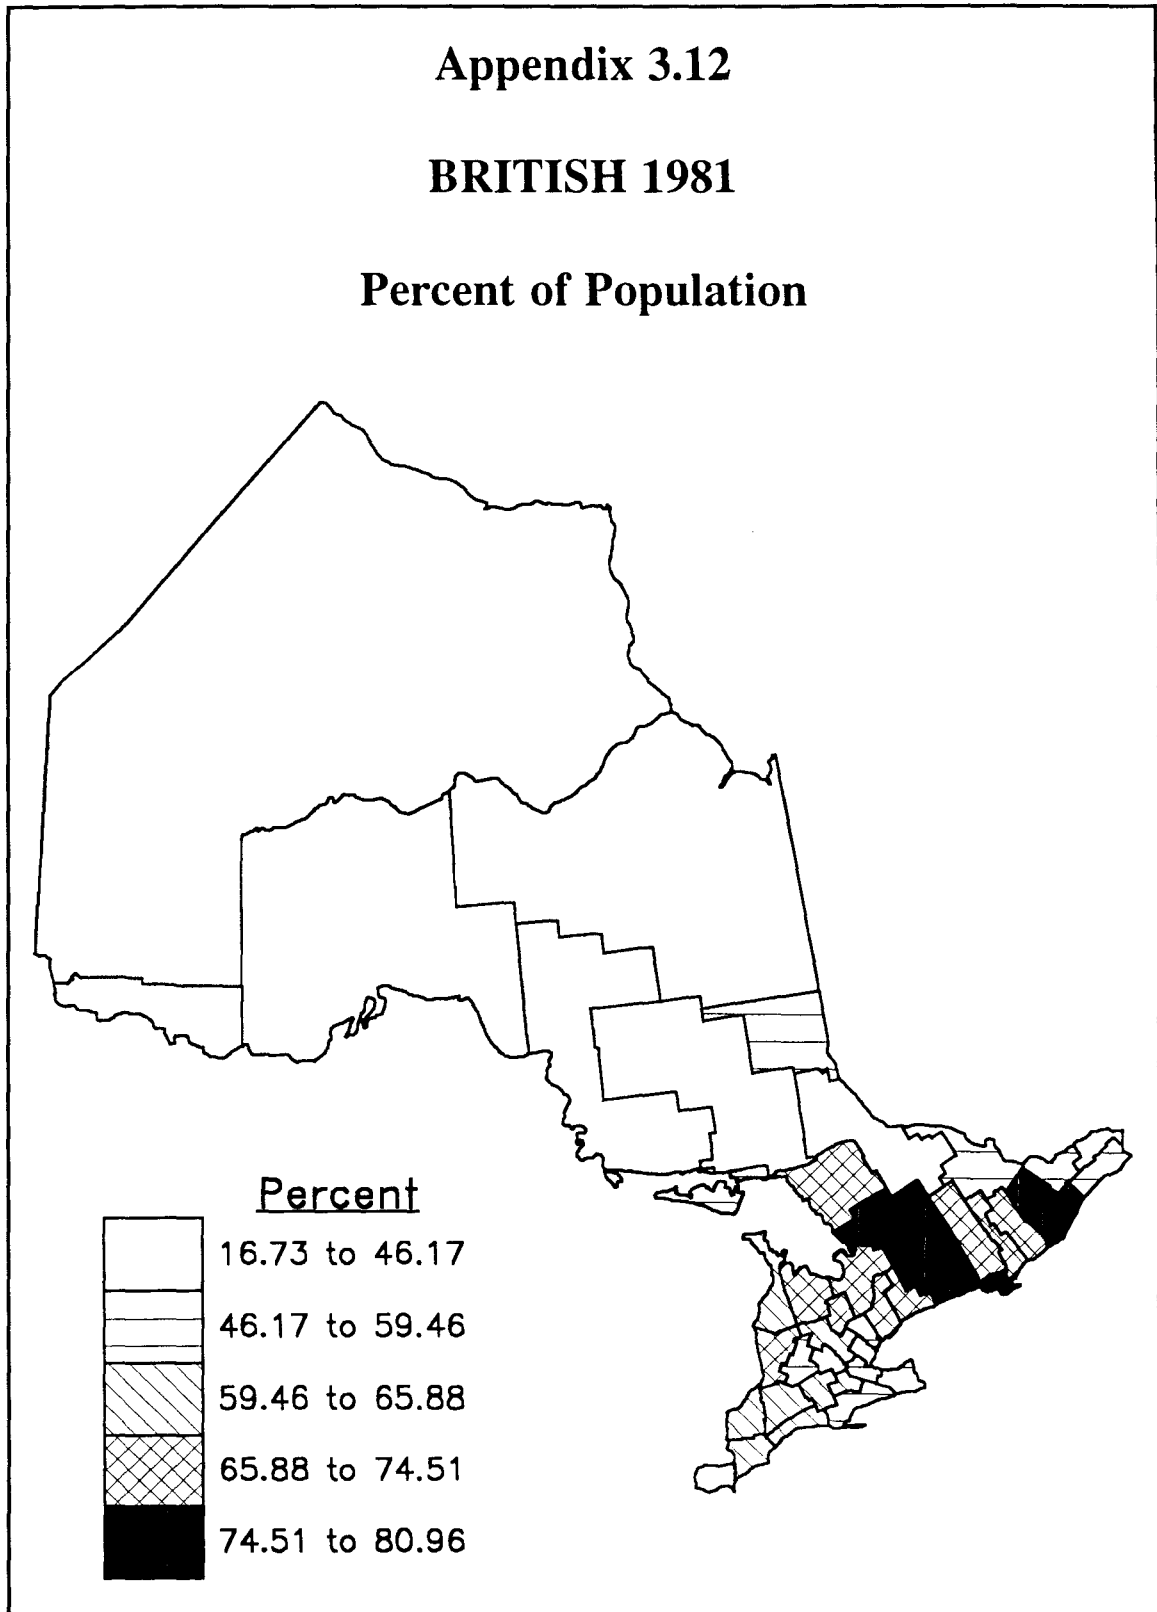 Appendix 3.12
BRITISH 1981
Percent of Population
Percent
16.73 to 46.17
46.17 to 59.46
59.46 to 65.88
65.88 to 74.51
74.51 to 80.96